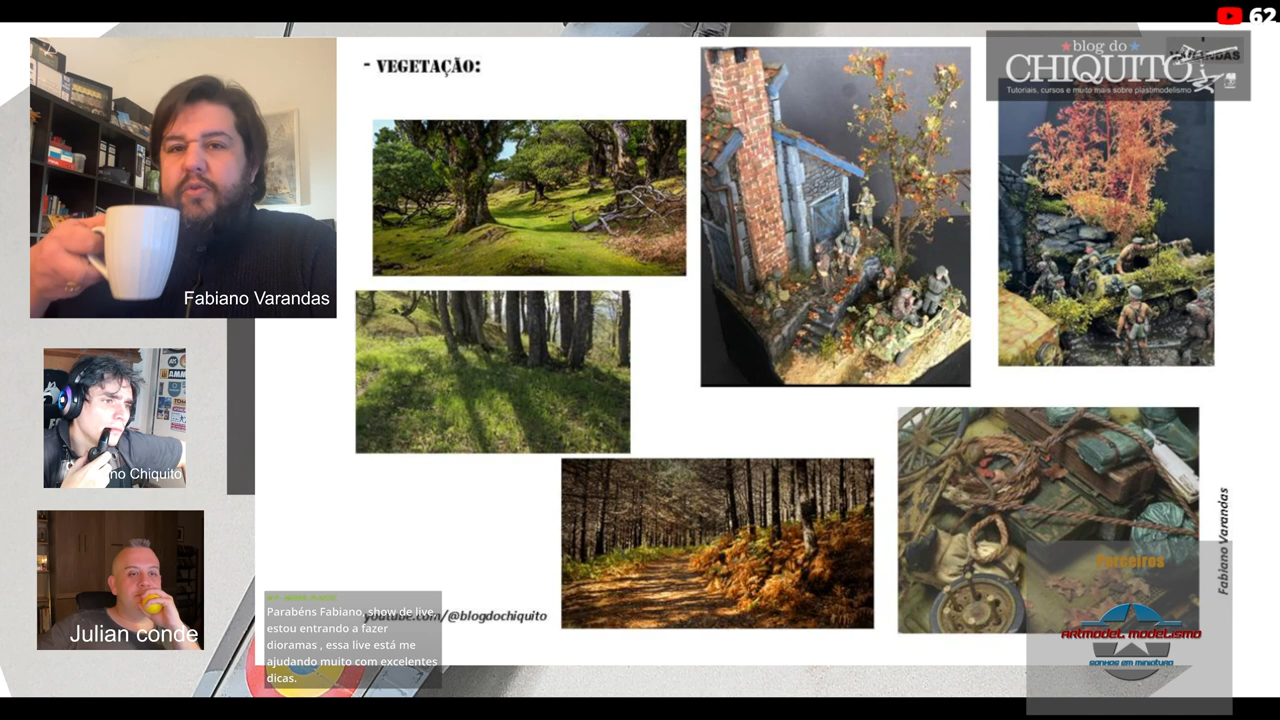 62
- VEGETAÇÃO:
blog do
CHIQUITO
VARANDAS
Tutoriais, cursos e muito mais sobre plastmodelismo
Fabiano Varandas
no Chiquito
Julian conde
Parabéns Fabiano, show de live,
estou entrando a fazer
dioramas , essa live está me
ajudando muito com excelentes
dicas.
youtube.com/@blogdochiquito
Fabiano Varandas
Parceiros
ARTMODEL MODELISMO
SONHOS EM MINIATURA